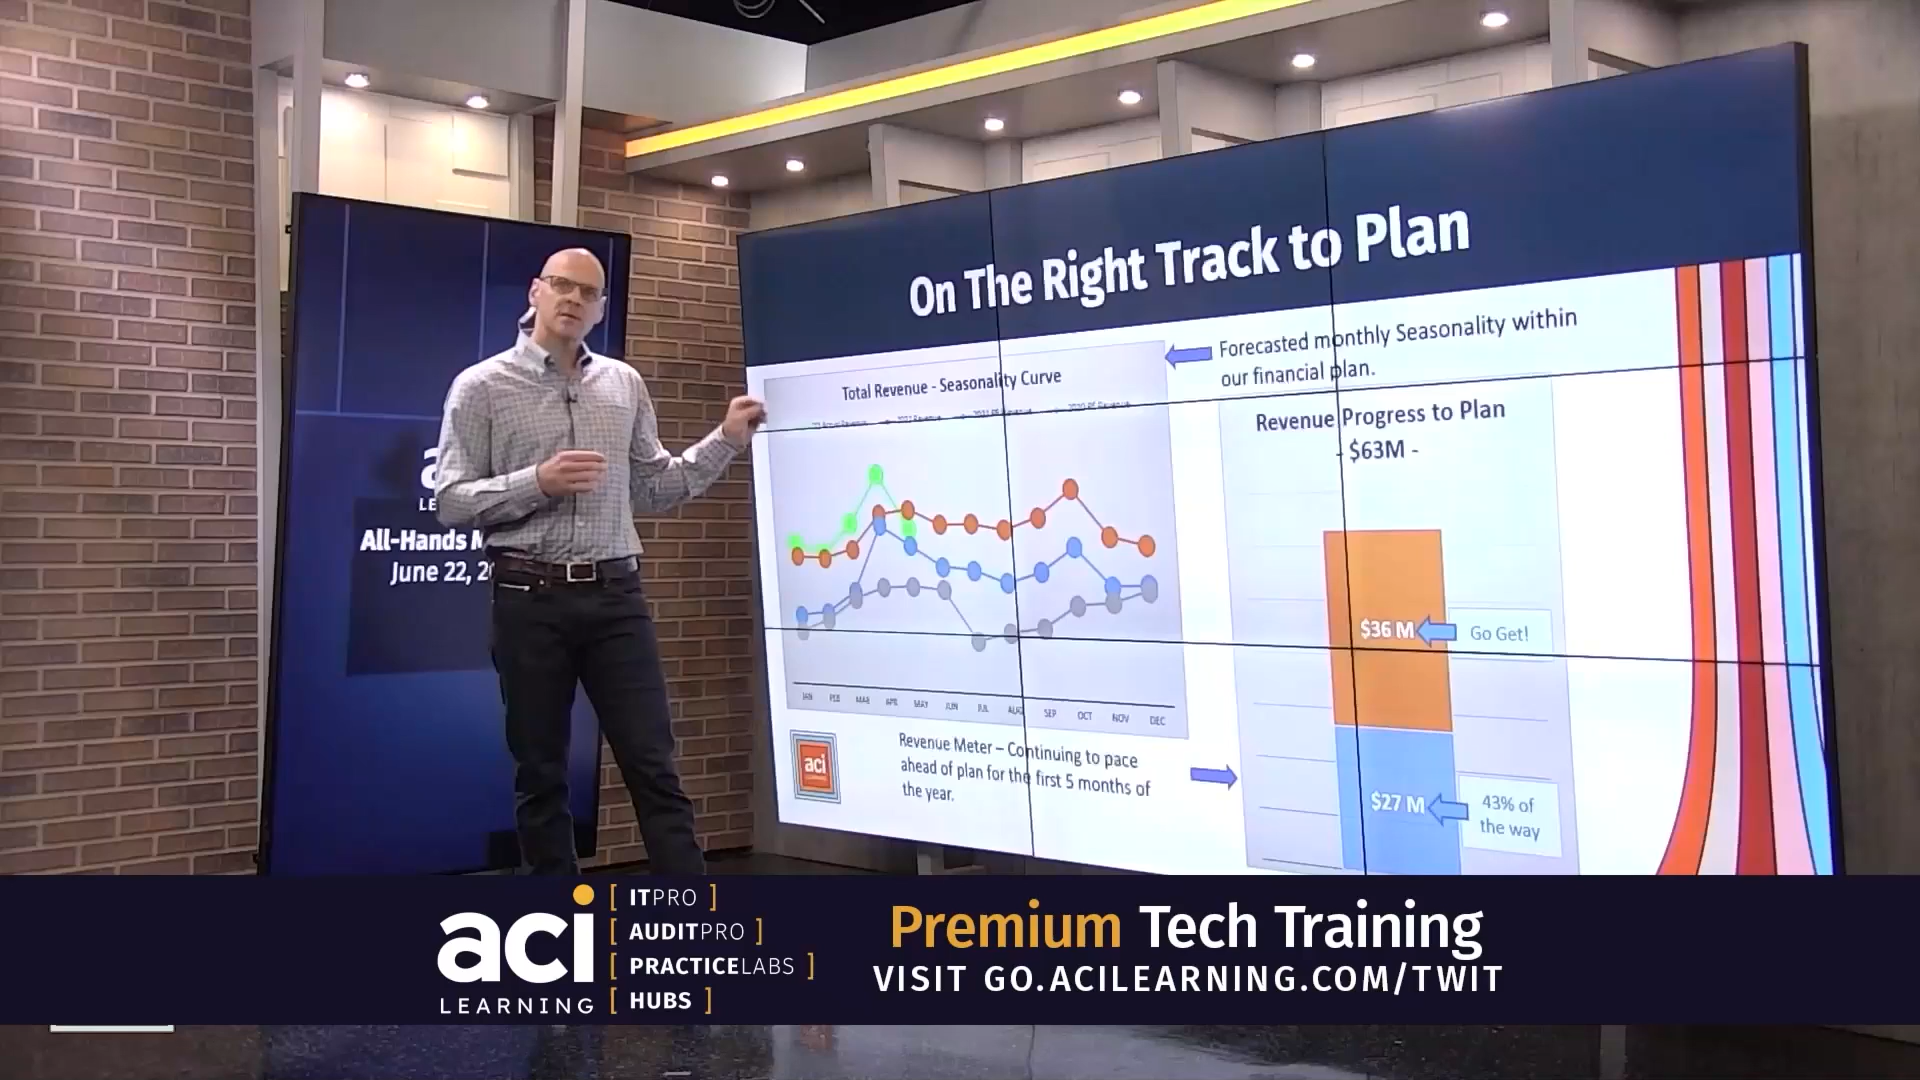 On The Right Track to Plan
Forecasted monthly Seasonality within
our financial plan.
Total Revenue - Seasonality Curve
Revenue Progress to Plan
- $63M -
$36 M
Go Get!
JAN FEB MAR APR MAY JUN JUL AUG SEP OCT NOV DEC
aci
Revenue Meter – Continuing to pace
ahead of plan for the first 5 months of
the year.
$27 M
43% of
the way
All-Hands
June 22,
aci
LEARNING
[ ITPRO ]
[ AUDITPRO ]
[ PRACTICELABS ]
[ HUBS ]
Premium Tech Training
VISIT GO.ACILEARNING.COM/TWIT